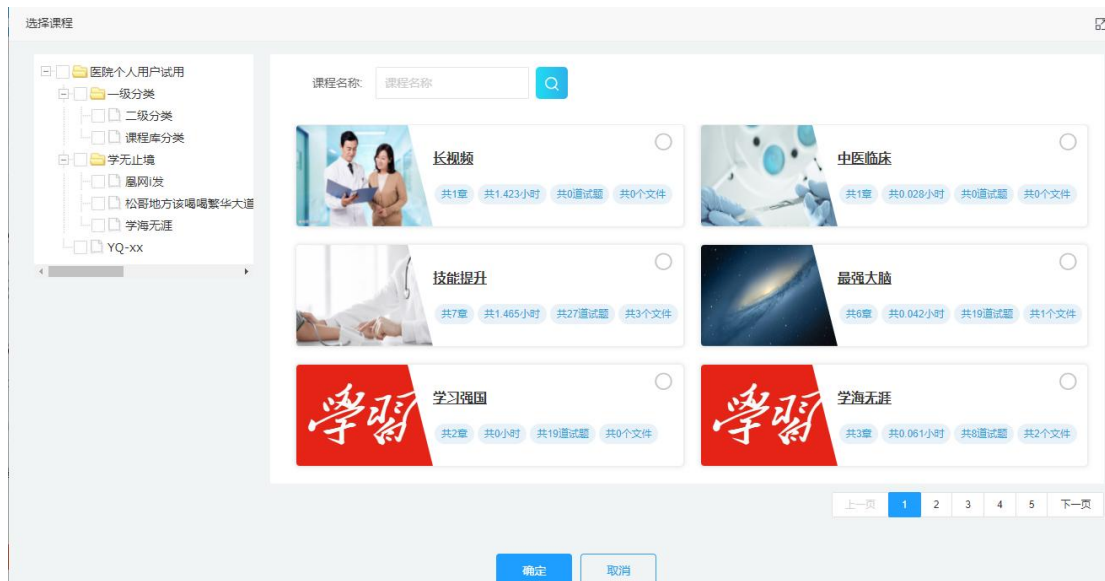 选择课程
医院个人用户试用
一级分类
二级分类
课程库分类
学无止境
凰网i发
松哥地方该喝喝繁华大道
学海无涯
YQ-xx
课程名称:
课程名称
长视频
共1章 共1.423小时 共0道试题 共0个文件
中医临床
共1章 共0.028小时 共0道试题 共0个文件
技能提升
共7章 共1.465小时 共27道试题 共3个文件
最强大脑
共6章 共0.042小时 共19道试题 共1个文件
學習
学习强国
共2章 共0小时 共19道试题 共0个文件
學習
学海无涯
共3章 共0.061小时 共8道试题 共2个文件
上一页 1 2 3 4 5 下一页
确定 取消